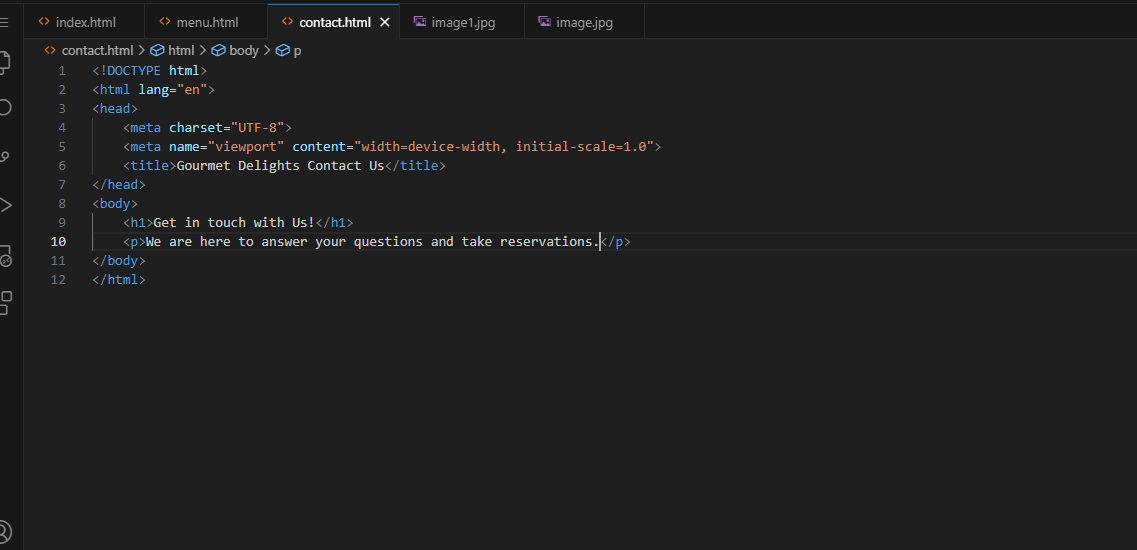 index.html menu.html contact.html image1.jpg image.jpg
contact.html > html > body > p
1 <!DOCTYPE html>
2 <html lang="en">
3 <head>
4     <meta charset="UTF-8">
5     <meta name="viewport" content="width=device-width, initial-scale=1.0">
6     <title>Gourmet Delights Contact Us</title>
7 </head>
8 <body>
9     <h1>Get in touch with Us!</h1>
10     <p>We are here to answer your questions and take reservations.</p>
11 </body>
12 </html>